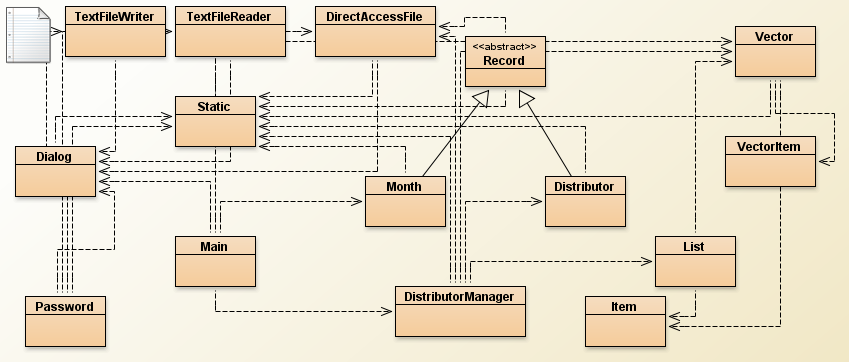 TextFileWriter
TextFileReader
DirectAccessFile
<<abstract>>
Record
Vector
Static
Dialog
VectorItem
Month
Distributor
Main
List
Password
DistributorManager
Item